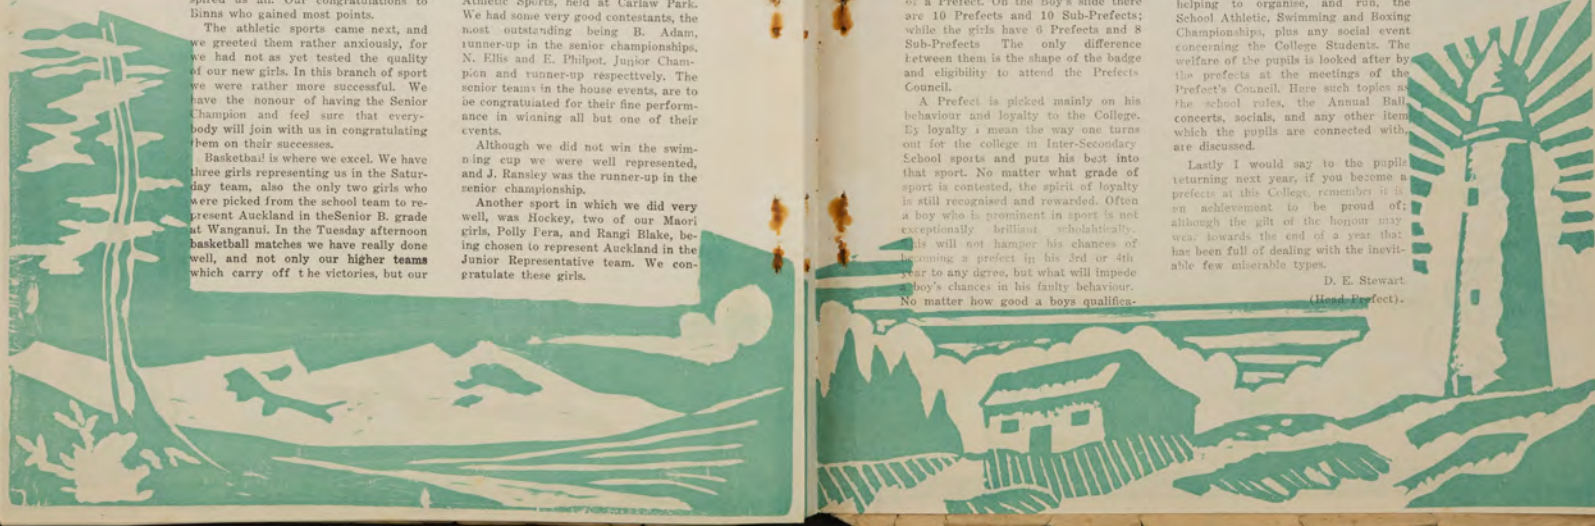 spired us all. Our congratulations to
Binns who gained most points.
The athletic sports came next, and
we greeted them rather anxiously, for
we had not as yet tested the quality
of our new girls. In this branch of sport
we were rather more successful. We
have the nonour of having the Senior
Champion and feel sure that every-
body will join with us in congratulating
them on their successes.
Basketball is where we excel. We have
three girls representing us in the Satur-
day team, also the only two girls who
were picked from the school team to re-
present Auckland in theSenior B. grade
at Wanganui. In the Tuesday afternoon
basketball matches we have really done
well, and not only our higher teams
which carry off the victories, but our
Athletic Sports, held at Carlaw Park.
We had some very good contestants, the
most outstanding being B. Adam,
runner-up in the senior championships,
N. Ellis and E. Philpot, Junior Cham-
pion and runner-up respecttvely. The
senior teams in the house events, are to
be congratulated for their fine perform-
ance in winning all but one of their
events.
Although we did not win the swim-
ming cup we were well represented,
and J. Ransley was the runner-up in the
senior championship.
Another sport in which we did very
well, was Hockey, two of our Maori
girls, Polly Pera, and Rangi Blake, be-
ing chosen to represent Auckland in the
Junior Representative team. We con-
gratulate these girls.
of a Prefect. On the Boy's slide there
are 10 Prefects and 10 Sub-Prefects;
while the girls have 6 Prefects and 8
Sub-Prefects The only difference
between them is the shape of the badge
and eligibility to attend the Prefects
Council.
A Prefect is picked mainly on his
behaviour and loyalty to the College.
By loyalty i mean the way one turns
out for the college in Inter-Secondary
School sports and puts his best into
that sport. No matter what grade of
sport is contested, the spirit of loyalty
is still recognised and rewarded. Often
a boy who is prominent in sport is not
exceptionally brilliant scholahtically.
This will not hamper his chances of
becoming a prefect in his 3rd or 4th
year to any dgree, but what will impede
a boy's chances in his faulty behaviour.
No matter how good a boys qualifica-
helping to organise, and run, the
School Athletic, Swimming and Boxing
Championships, plus any social event
concerning the College Students. The
welfare of the pupils is looked after by
the prefects at the meetings of the
Prefect's Council. Here such topics as
the school rules, the Annual Ball,
concerts, socials, and any other item
which the pupils are connected with,
are discussed.
Lastly I would say to the pupils
returning next year, if you become a
prefects at this College, remember it is
an achievement to be proud of;
although the gilt of the honour may
wear towards the end of a year that
has been full of dealing with the inevit-
able few miserable types.
D. E. Stewart
(Head Prefect).